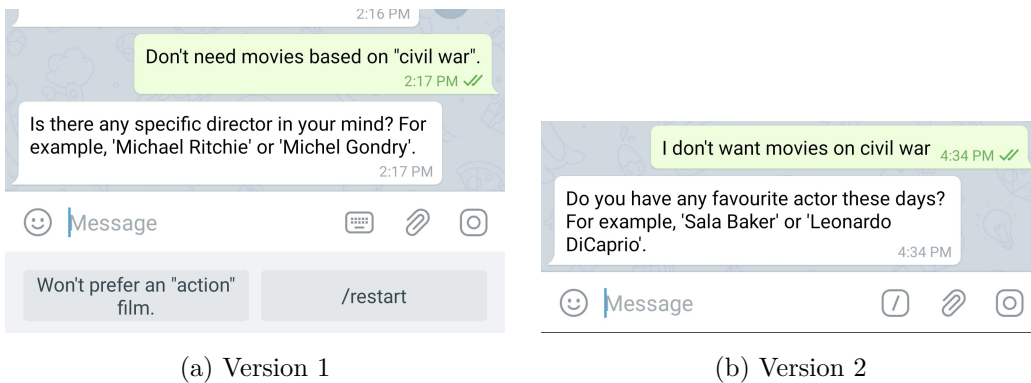 2:16 PM
Don't need movies based on "civil war".
2:17 PM
Is there any specific director in your mind? For
example, 'Michael Ritchie' or 'Michel Gondry'.
2:17 PM
Message
Won't prefer an "action"
film.
/restart
(a) Version 1
I don't want movies on civil war 4:34 PM
Do you have any favourite actor these days?
For example, 'Sala Baker' or 'Leonardo
DiCaprio'.
4:34 PM
Message
(b) Version 2